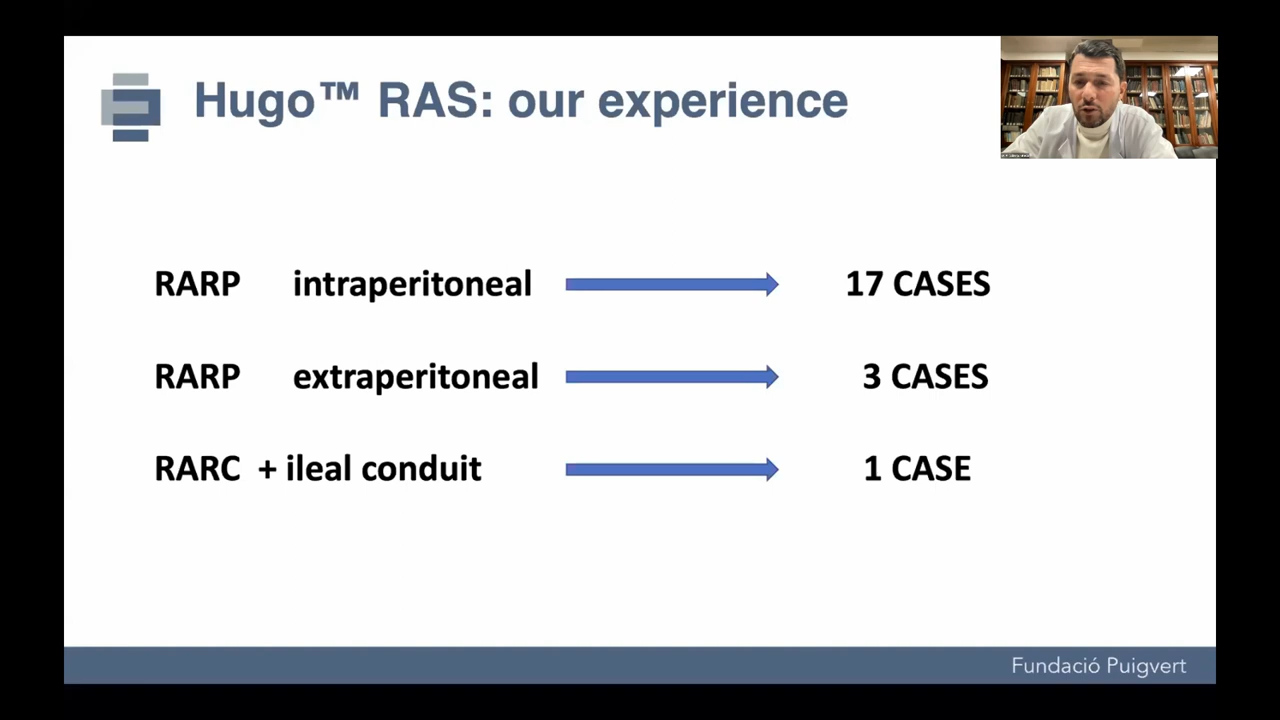 Hugo™ RAS: our experience
RARP intraperitoneal 17 CASES
RARP extraperitoneal 3 CASES
RARC + ileal conduit 1 CASE
Fundació Puigvert